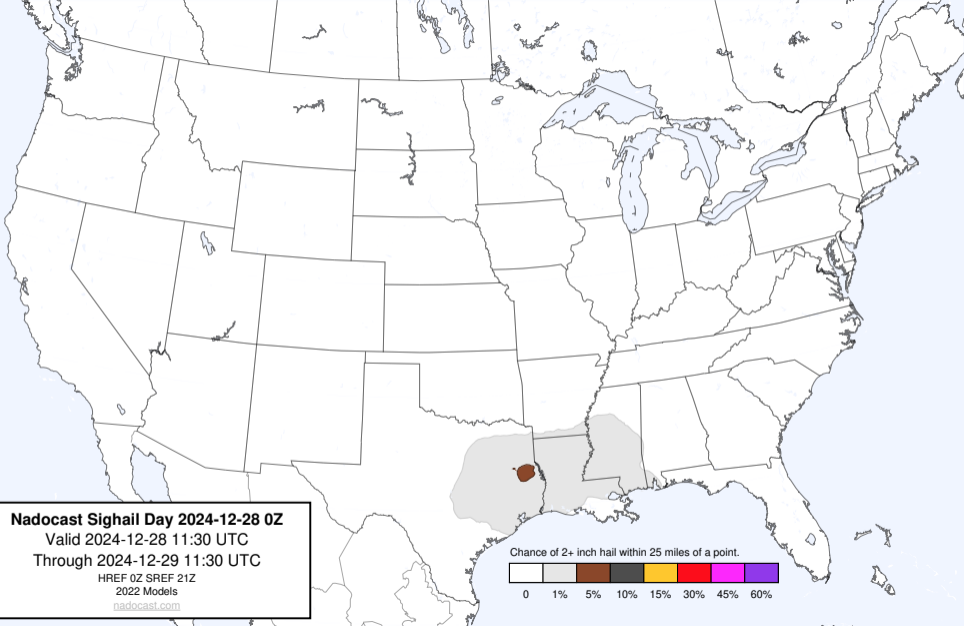 Nadocast Sighail Day 2024-12-28 0Z
Valid 2024-12-28 11:30 UTC
Through 2024-12-29 11:30 UTC
HREF 0Z SREF 21Z
2022 Models
nadocast.com
Chance of 2+ inch hail within 25 miles of a point.
0 1% 5% 10% 15% 30% 45% 60%